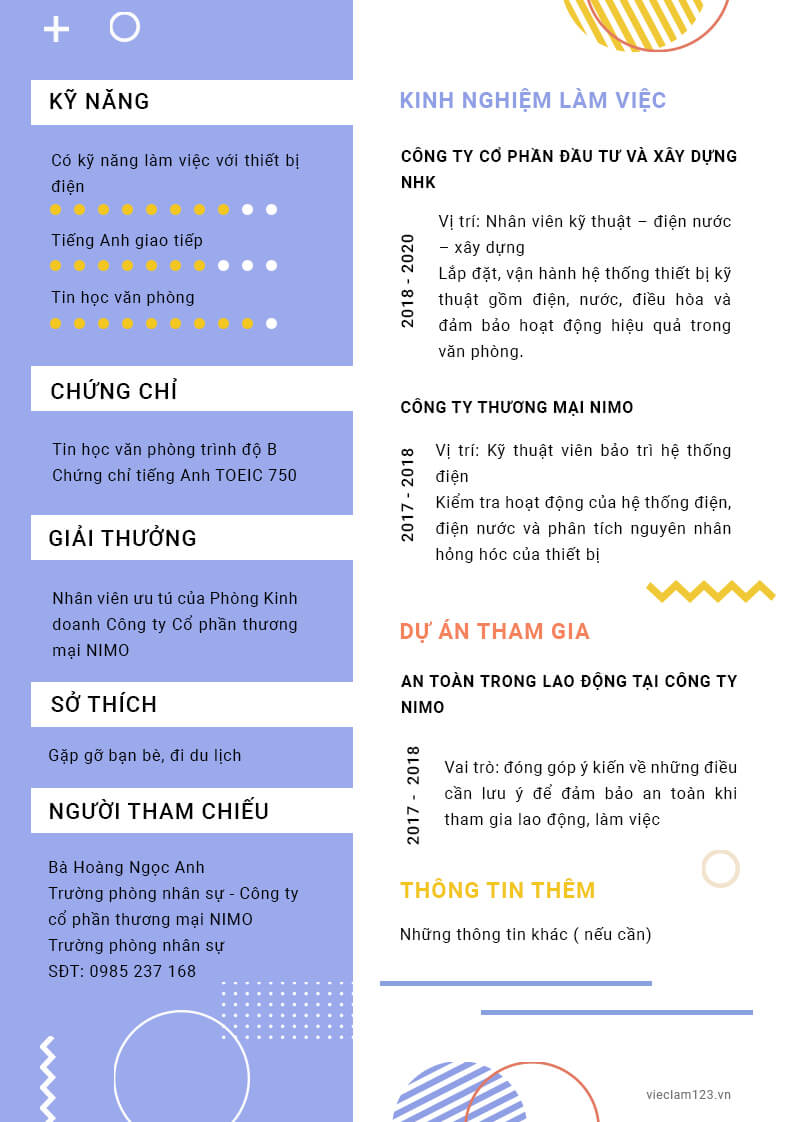 KỸ NĂNG
Có kỹ năng làm việc với thiết bị
điện
Tiếng Anh giao tiếp
Tin học văn phòng
CHỨNG CHỈ
Tin học văn phòng trình độ B
Chứng chỉ tiếng Anh TOEIC 750
GIẢI THƯỞNG
Nhân viên ưu tú của Phòng Kinh
doanh Công ty Cổ phần thương
mại NIMO
SỞ THÍCH
Gặp gỡ bạn bè, đi du lịch
NGƯỜI THAM CHIẾU
Bà Hoàng Ngọc Anh
Trường phòng nhân sự - Công ty
cổ phần thương mại NIMO
Trường phòng nhân sự
SĐT: 0985 237 168
KINH NGHIỆM LÀM VIỆC
CÔNG TY CỔ PHẦN ĐẦU TƯ VÀ XÂY DỰNG
NHK
2018 - 2020
Vị trí: Nhân viên kỹ thuật – điện nước
– xây dựng
Lắp đặt, vận hành hệ thống thiết bị kỹ
thuật gồm điện, nước, điều hòa và
đảm bảo hoạt động hiệu quả trong
văn phòng.
CÔNG TY THƯƠNG MẠI NIMO
2017 - 2018
Vị trí: Kỹ thuật viên bảo trì hệ thống
điện
Kiểm tra hoạt động của hệ thống điện,
điện nước và phân tích nguyên nhân
hỏng hóc của thiết bị
DỰ ÁN THAM GIA
AN TOÀN TRONG LAO ĐỘNG TẠI CÔNG TY
NIMO
2017 - 2018
Vai trò: đóng góp ý kiến về những điều
cần lưu ý để đảm bảo an toàn khi
tham gia lao động, làm việc
THÔNG TIN THÊM
Những thông tin khác ( nếu cần)
vieclam123.vn